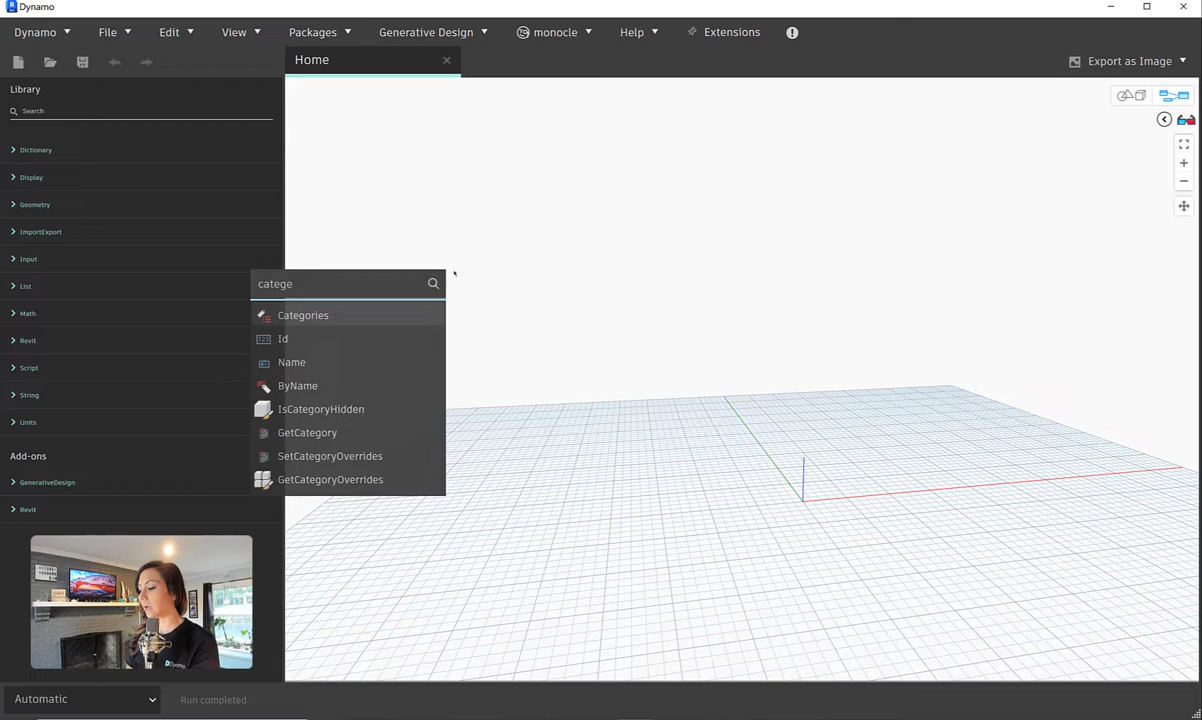 Dynamo
Dynamo File Edit View Packages Generative Design monocle Help Extensions
Home
Export as Image
Library
Search
Dictionary
Display
Geometry
ImportExport
Input
List
Math
Revit
Script
String
Units
Add-ons
GenerativeDesign
Revit
catege
Categories
Id
Name
ByName
IsCategoryHidden
GetCategory
SetCategoryOverrides
GetCategoryOverrides
Dynamo
Automatic
Run completed.